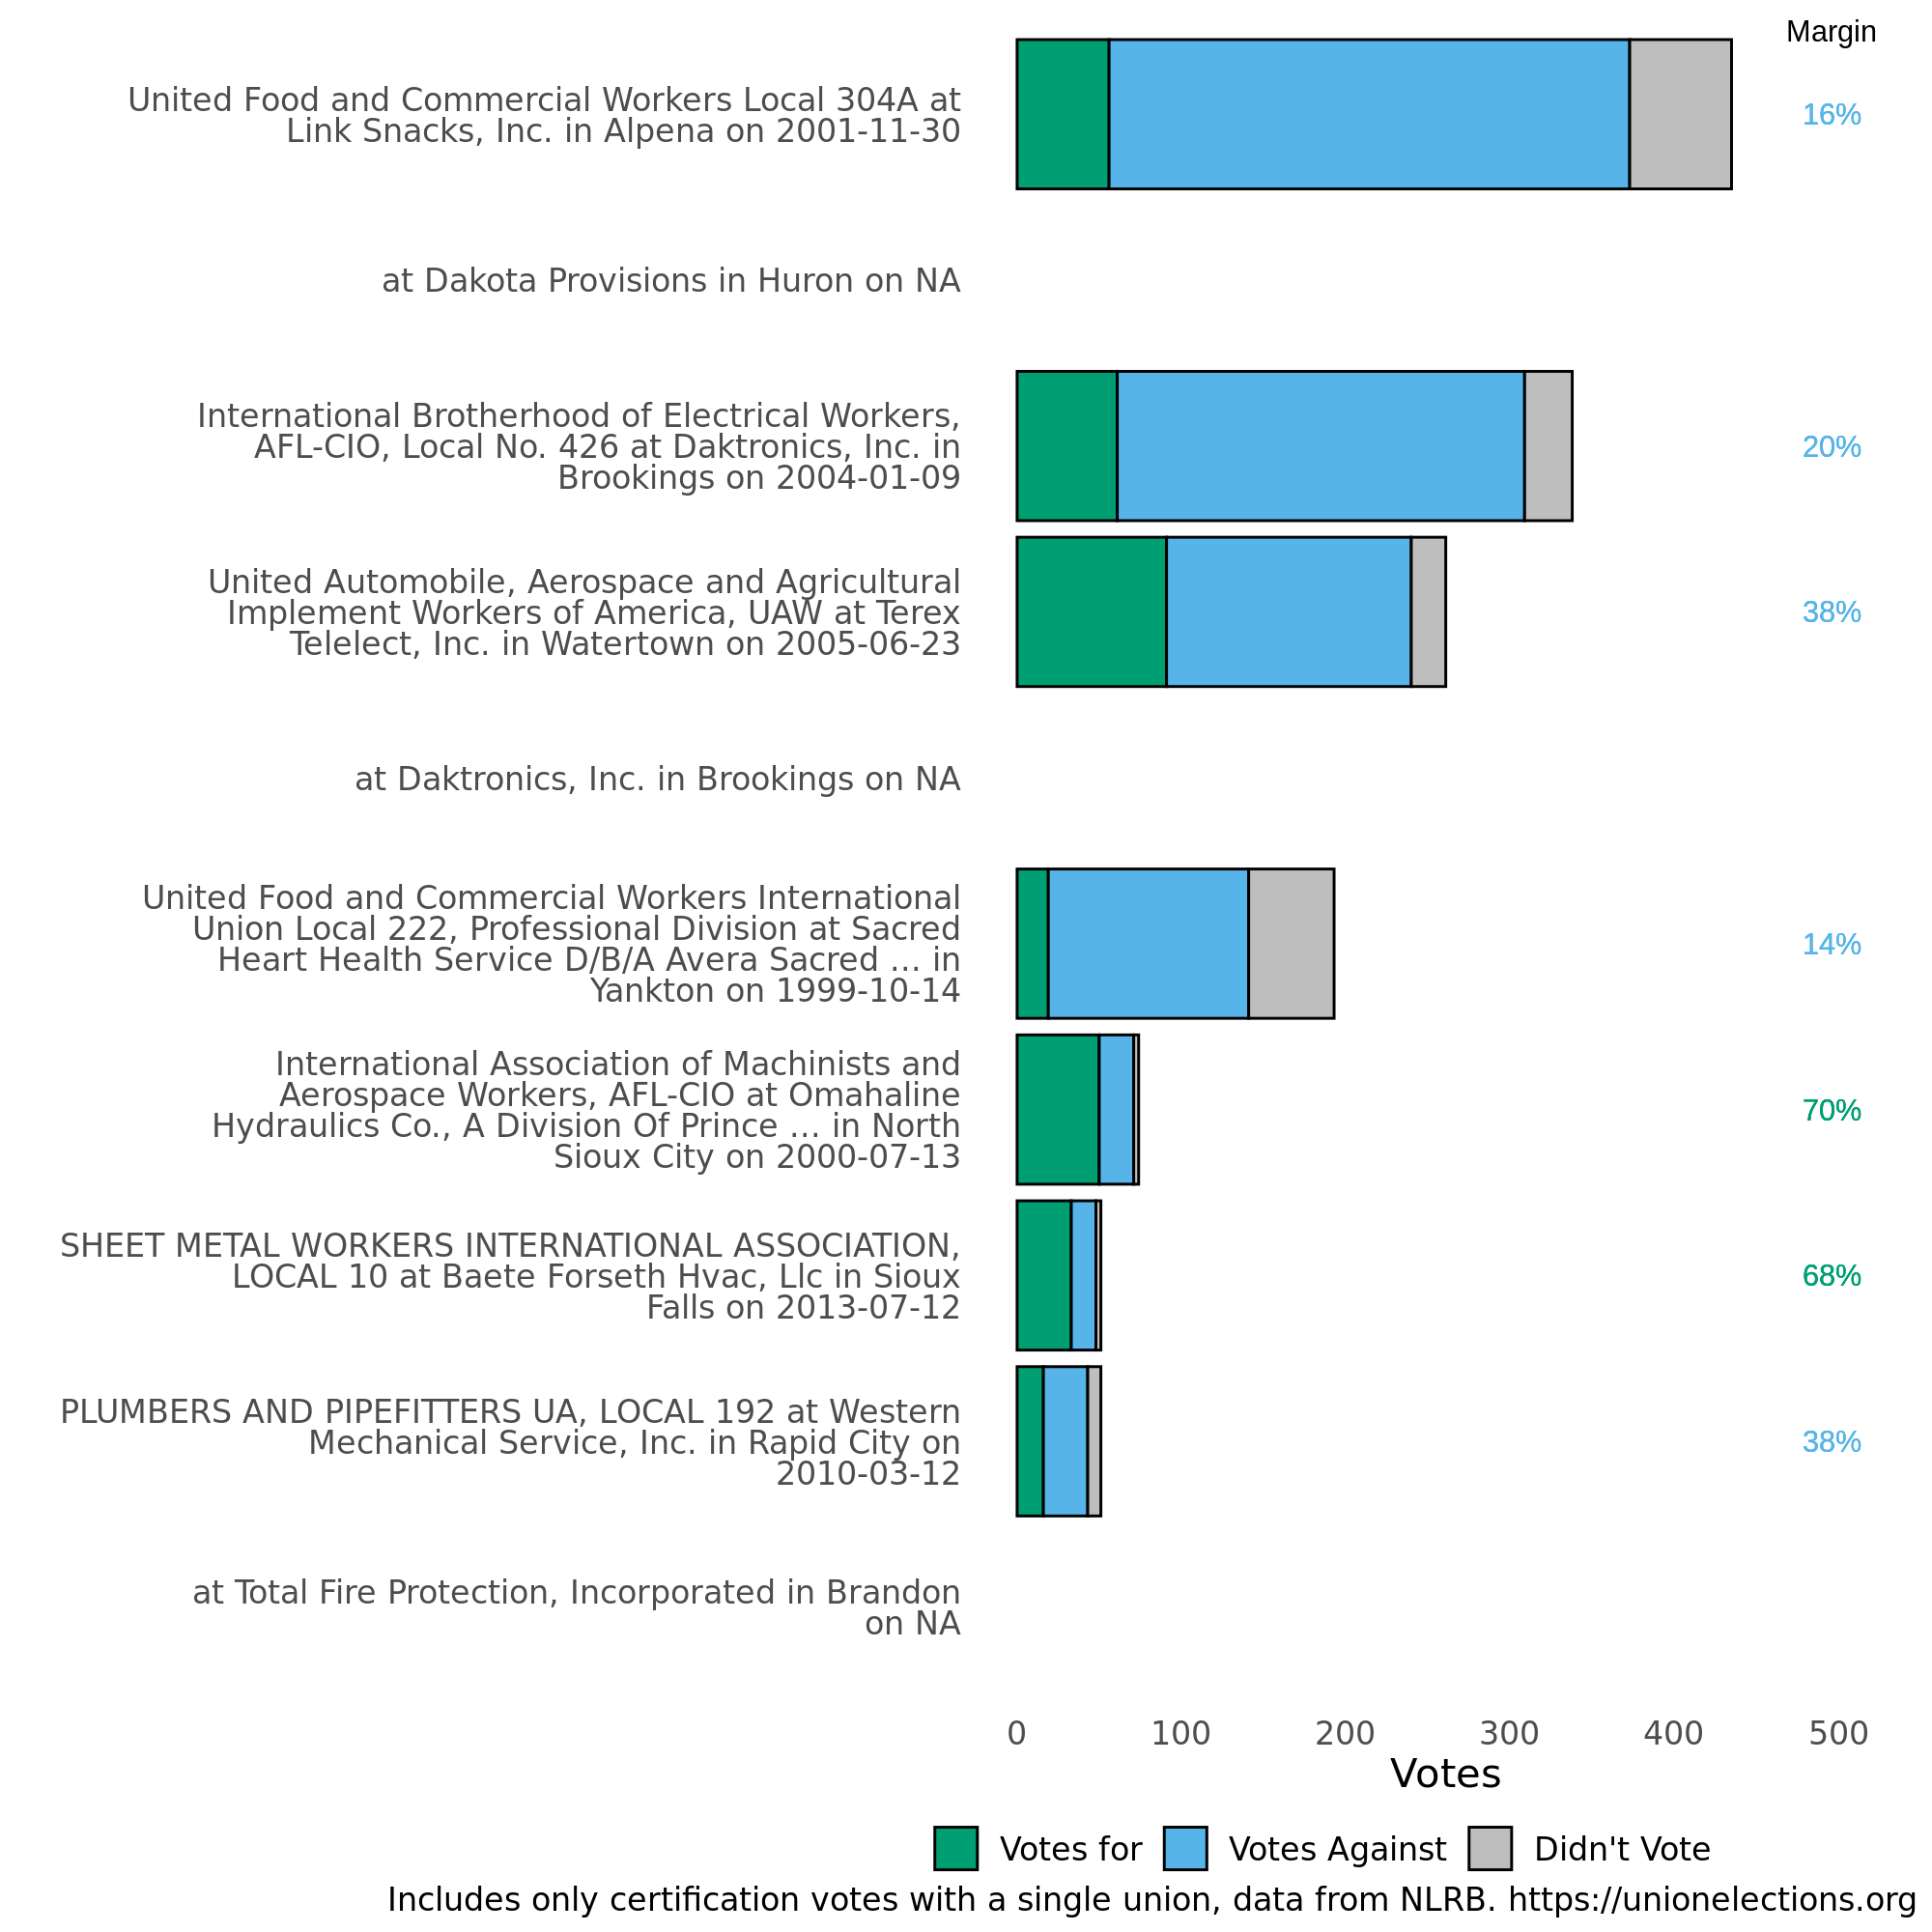 Margin
United Food and Commercial Workers Local 304A at
Link Snacks, Inc. in Alpena on 2001-11-30
16%
at Dakota Provisions in Huron on NA
International Brotherhood of Electrical Workers,
AFL-CIO, Local No. 426 at Daktronics, Inc. in
Brookings on 2004-01-09
20%
United Automobile, Aerospace and Agricultural
Implement Workers of America, UAW at Terex
Telelect, Inc. in Watertown on 2005-06-23
38%
at Daktronics, Inc. in Brookings on NA
United Food and Commercial Workers International
Union Local 222, Professional Division at Sacred
Heart Health Service D/B/A Avera Sacred ... in
Yankton on 1999-10-14
14%
International Association of Machinists and
Aerospace Workers, AFL-CIO at Omahaline
Hydraulics Co., A Division Of Prince ... in North
Sioux City on 2000-07-13
70%
SHEET METAL WORKERS INTERNATIONAL ASSOCIATION,
LOCAL 10 at Baete Forseth Hvac, Llc in Sioux
Falls on 2013-07-12
68%
PLUMBERS AND PIPEFITTERS UA, LOCAL 192 at Western
Mechanical Service, Inc. in Rapid City on
2010-03-12
38%
at Total Fire Protection, Incorporated in Brandon
on NA
0 100 200 300 400 500
Votes
Votes for Votes Against Didn't Vote
Includes only certification votes with a single union, data from NLRB. https://unionelections.org